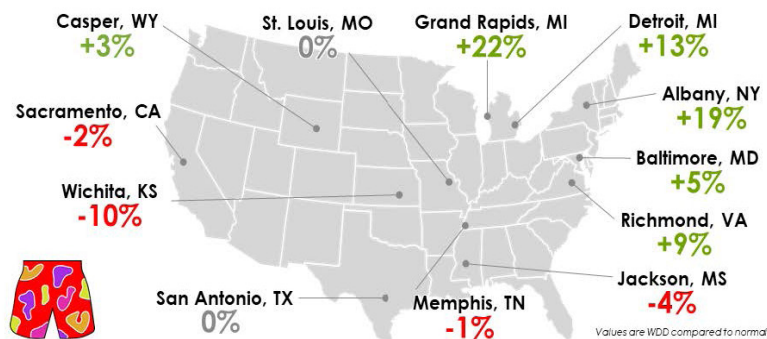 Casper, WY
+3%
St. Louis, MO
0%
Grand Rapids, MI
+22%
Detroit, MI
+13%
Albany, NY
+19%
Sacramento, CA
-2%
Baltimore, MD
+5%
Wichita, KS
-10%
Richmond, VA
+9%
Jackson, MS
-4%
San Antonio, TX
0%
Memphis, TN
-1%
Values are WDD compared to normal